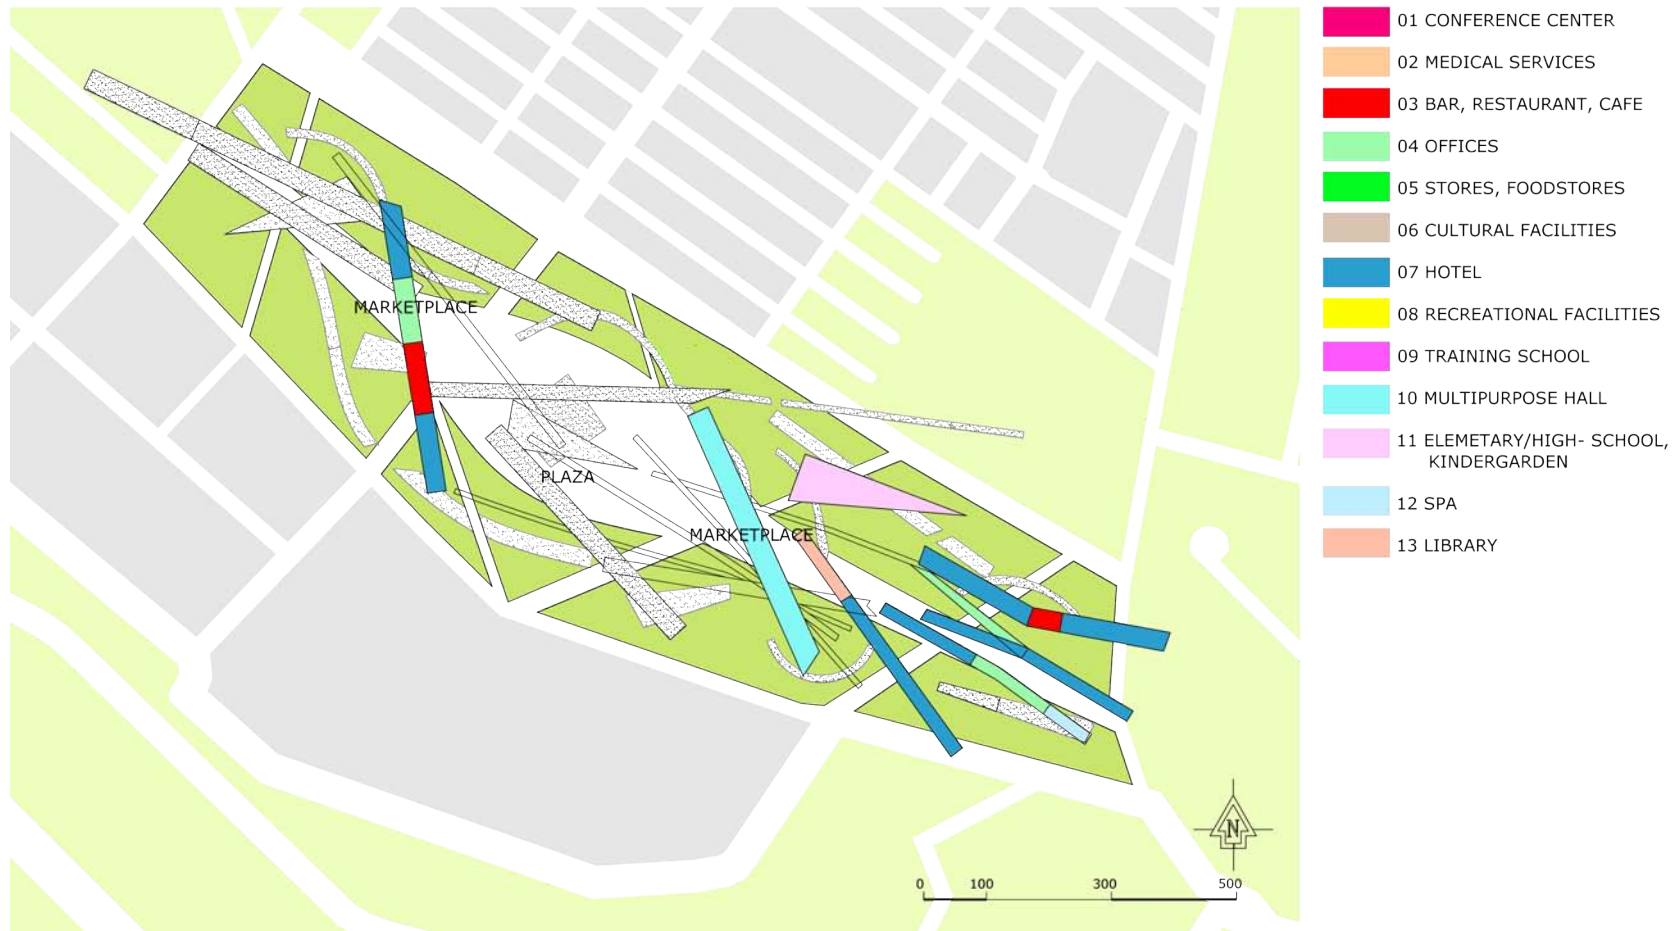 01 CONFERENCE CENTER
02 MEDICAL SERVICES
03 BAR, RESTAURANT, CAFE
04 OFFICES
05 STORES, FOODSTORES
06 CULTURAL FACILITIES
07 HOTEL
08 RECREATIONAL FACILITIES
09 TRAINING SCHOOL
10 MULTIPURPOSE HALL
11 ELEMETARY/HIGH- SCHOOL,
KINDERGARDEN
12 SPA
13 LIBRARY
MARKETPLACE
PLAZA
MARKETPLACE
N
0 100 300 500